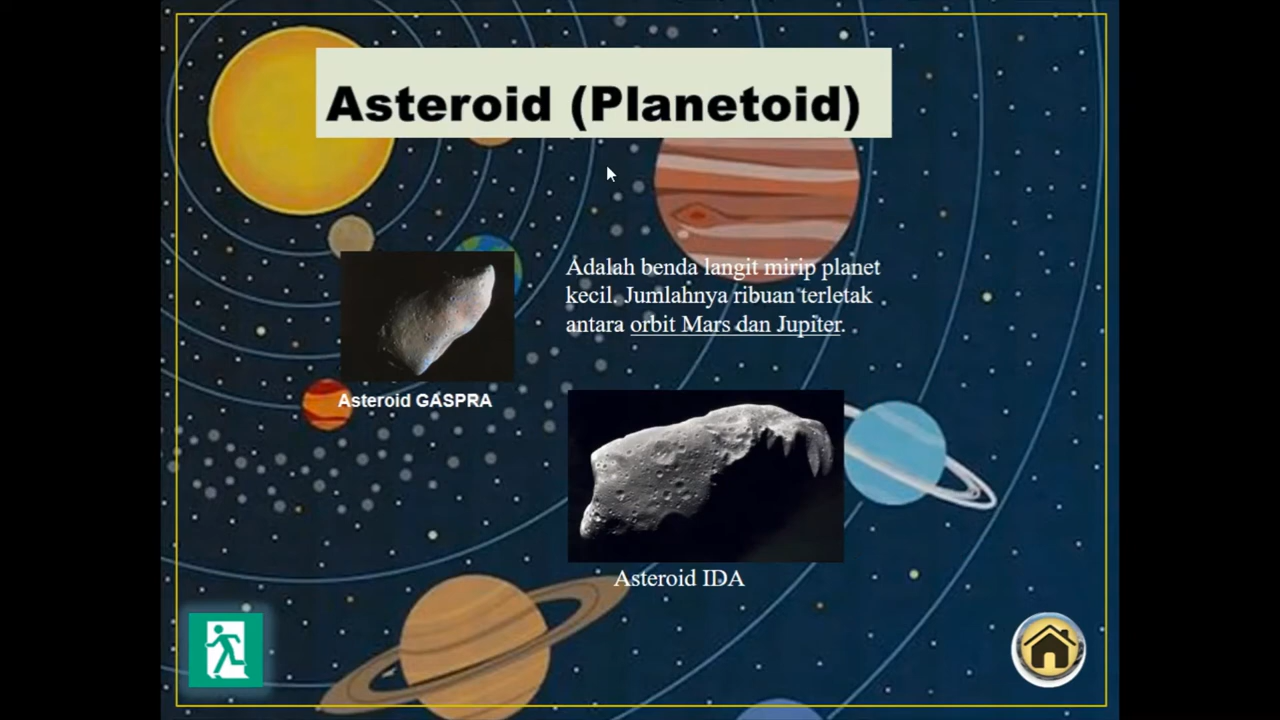 Asteroid (Planetoid)
Adalah benda langit mirip planet
kecil. Jumlahnya ribuan terletak
antara orbit Mars dan Jupiter.
Asteroid GASPRA
Asteroid IDA